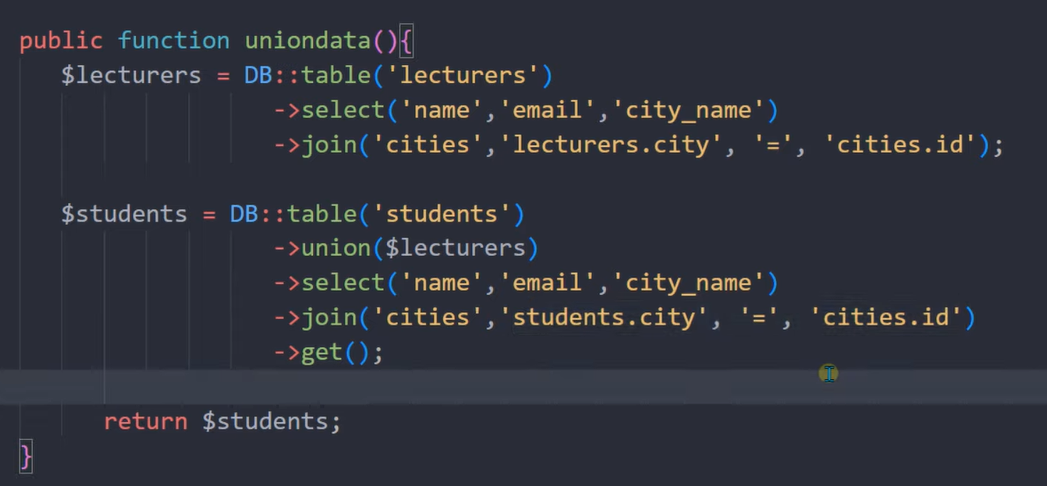 public function uniondata(){
$lecturers = DB::table('lecturers')
->select('name','email','city_name')
->join('cities','lecturers.city', '=', 'cities.id');
$students = DB::table('students')
->union($lecturers)
->select('name','email','city_name')
->join('cities','students.city', '=', 'cities.id')
->get();
return $students;
}